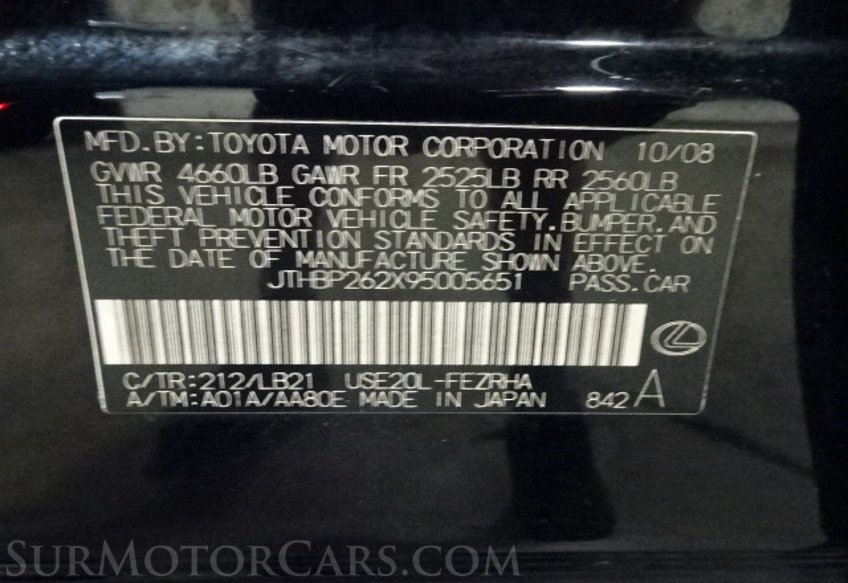 MFD.BY:TOYOTA MOTOR CORPORATION 10/08
GVWR 4660LB GAWR FR 2525LB RR 2560LB
THIS VEHICLE CONFORMS TO ALL APPLICABLE
FEDERAL MOTOR VEHICLE SAFETY,BUMPER,AND
THEFT PREVENTION STANDARDS IN EFFECT ON
THE DATE OF MANUFACTURE SHOWN ABOVE.
JTHBP262X95005651 PASS.CAR
C/TR:212/LB21 USE20L-FEZRHA
A/TM:A01A/AA80E MADE IN JAPAN 842A
SurMotorCars.com